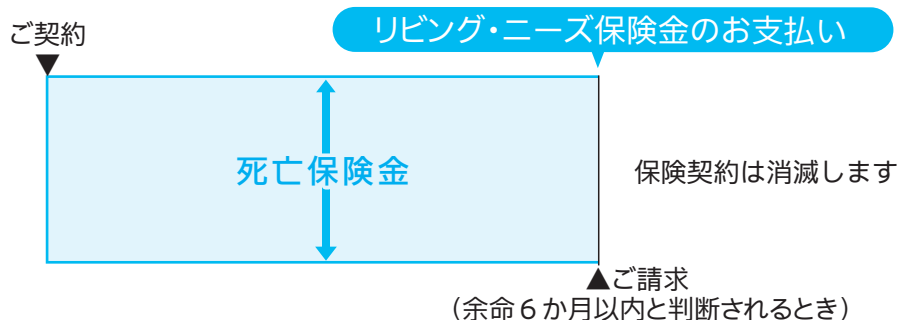 リビング・ニーズ保険金のお支払い
ご契約
▼
死亡保険金
保険契約は消滅します
▲ご請求
（余命6か月以内と判断されるとき）